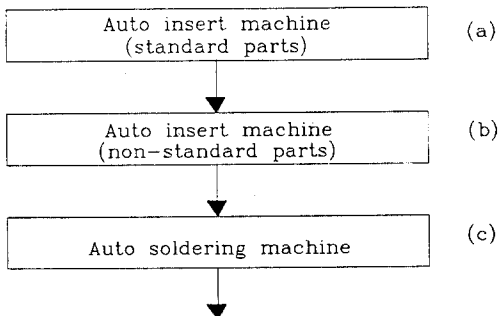 Auto insert machine (a)
(standard parts)
Auto insert machine (b)
(non-standard parts)
Auto soldering machine (c)